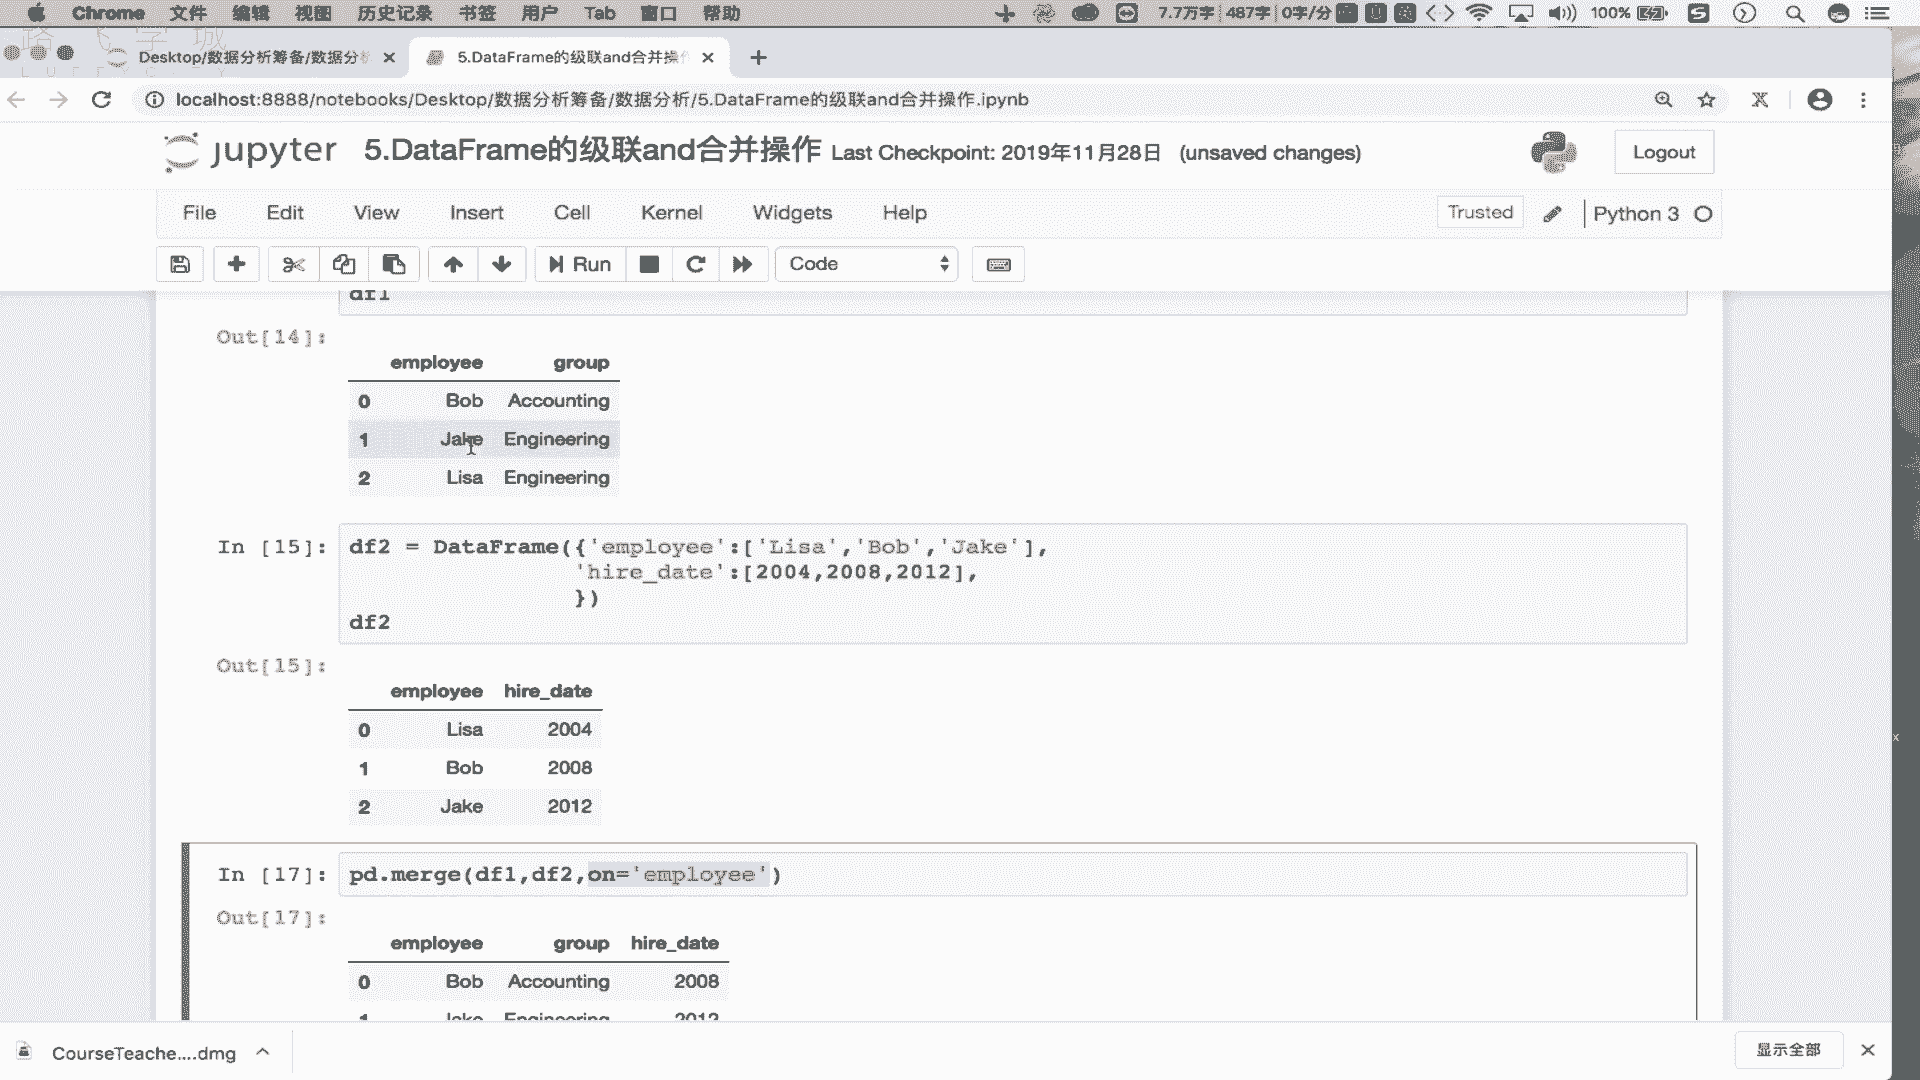 Chrome 文件 编辑 视图 历史记录 书签 用户 Tab 窗口 帮助 7.7万字 487字 0字/分 100%
Desktop/数据分析筹备/数据分 5.DataFrame的级联and合并操
localhost:8888/notebooks/Desktop/数据分析筹备/数据分析/5.DataFrame的级联and合并操作.ipynb
jupyter 5.DataFrame的级联and合并操作 Last Checkpoint: 2019年11月28日 (unsaved changes) Logout
File Edit View Insert Cell Kernel Widgets Help Trusted Python 3
Run Code
df1
Out[14]:
employee group
0 Bob Accounting
1 Jake Engineering
2 Lisa Engineering
In [15]: df2 = DataFrame({'employee':['Lisa','Bob','Jake'],
'hire_date':[2004,2008,2012],
})
df2
Out[15]:
employee hire_date
0 Lisa 2004
1 Bob 2008
2 Jake 2012
In [17]: pd.merge(df1,df2,on='employee')
Out[17]:
employee group hire_date
0 Bob Accounting 2008
1 Jake Engineering 2012
CourseTeache....dmg 显示全部